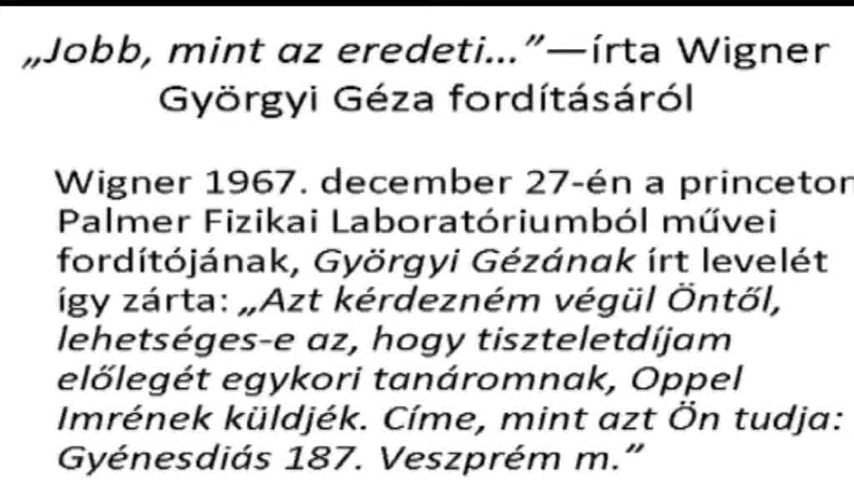 „Jobb, mint az eredeti...”—írta Wigner
Györgyi Géza fordításáról
Wigner 1967. december 27-én a princeton
Palmer Fizikai Laboratóriumból művei
fordítójának, Györgyi Gézának írt levelét
így zárta: „Azt kérdezném végül Öntől,
lehetséges-e az, hogy tiszteletdíjam
előlegét egykori tanáromnak, Oppel
Imrének küldjék. Címe, mint azt Ön tudja:
Gyénesdiás 187. Veszprém m.”